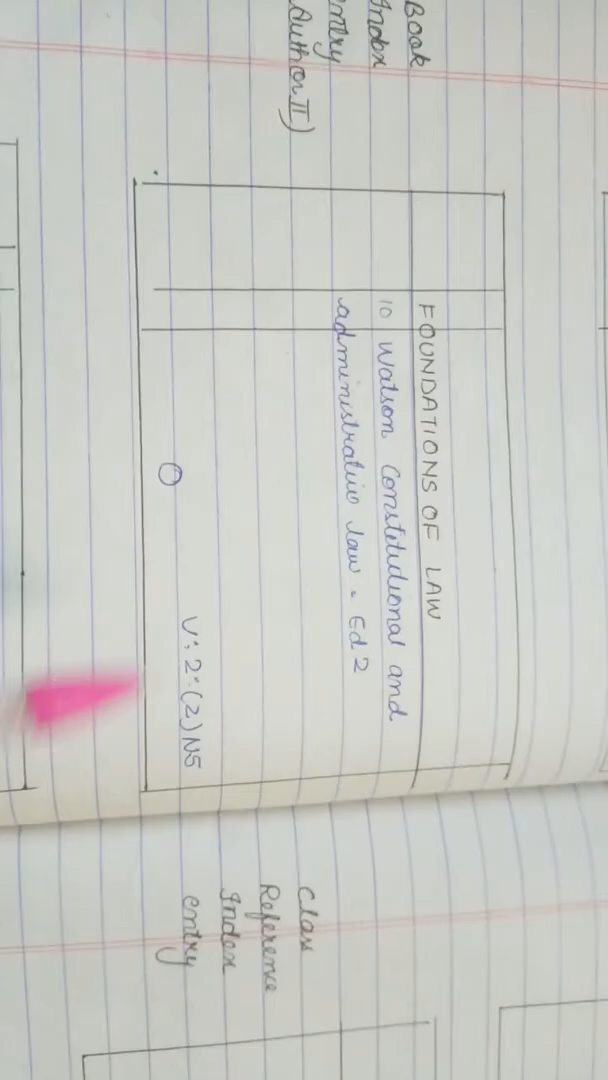 Book
Index
entry
Author II)
FOUNDATIONS OF LAW
10 Watson Constitutional and
administrative law. Ed 2
V:2:(2)N5
Class
Reference
Index
entry